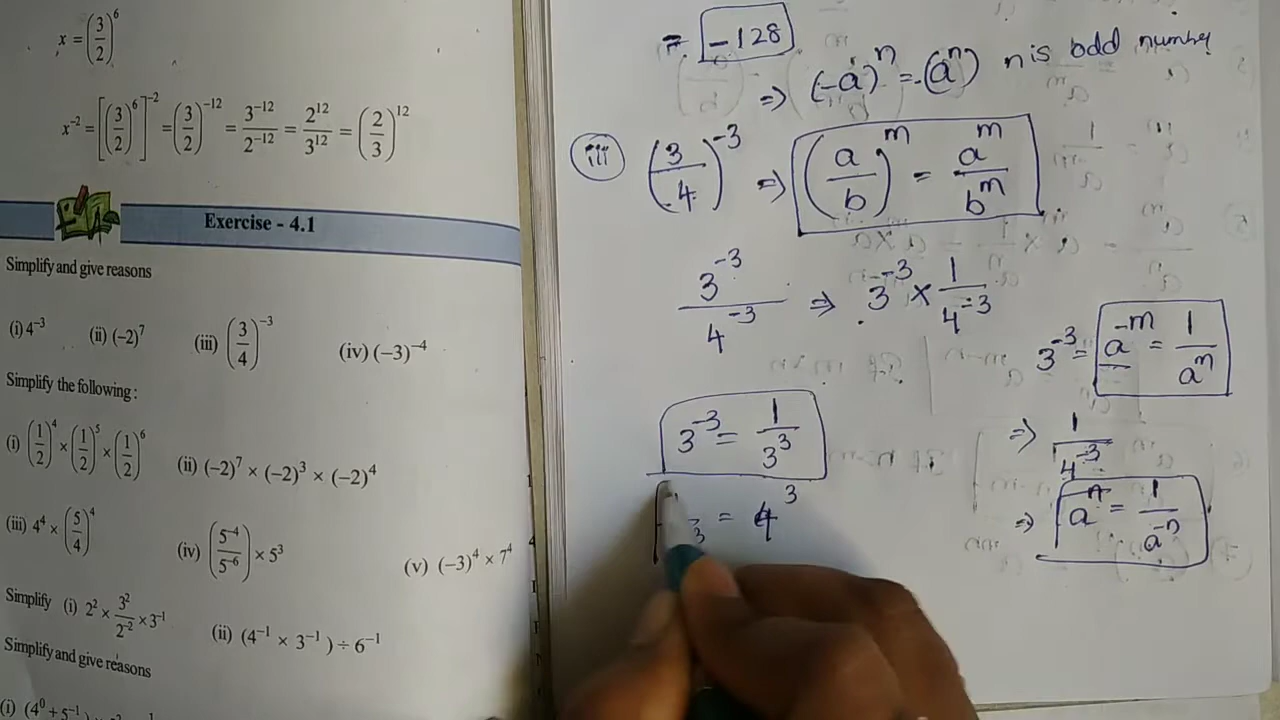 x = (3/2)^6
x^-2 = [(3/2)^6]^-2 = (3/2)^-12 = 3^-12/2^-12 = 2^12/3^12 = (2/3)^12
Exercise - 4.1
Simplify and give reasons
(i) 4^-3 (ii) (−2)^7 (iii) (3/4)^-3 (iv) (−3)^-4
Simplify the following :
(i) (1/2)^4 × (1/2)^5 × (1/2)^6 (ii) (−2)^7 × (−2)^3 × (−2)^4
(iii) 4^4 × (5/4)^4 (iv) (5^-4/5^-6) × 5^3 (v) (−3)^4 × 7^4
Simplify (i) 2^2 × 3^2/2^-2 × 3^-1 (ii) (4^-1 × 3^-1) ÷ 6^-1
Simplify and give reasons
(i) (4^0 + 5^-1)
= -128
⇒ (-a)^n = -(a^n) n is odd number
(iii) (3/4)^-3 ⇒ (a/b)^m = a^m/b^m
3^-3/4^-3 ⇒ 3^-3 × 1/4^-3
3^-3 = a^-m = 1/a^n
3^-3 = 1/3^3
⇒ 1/4^-3
= 4^3
⇒ a^n = 1/a^-n